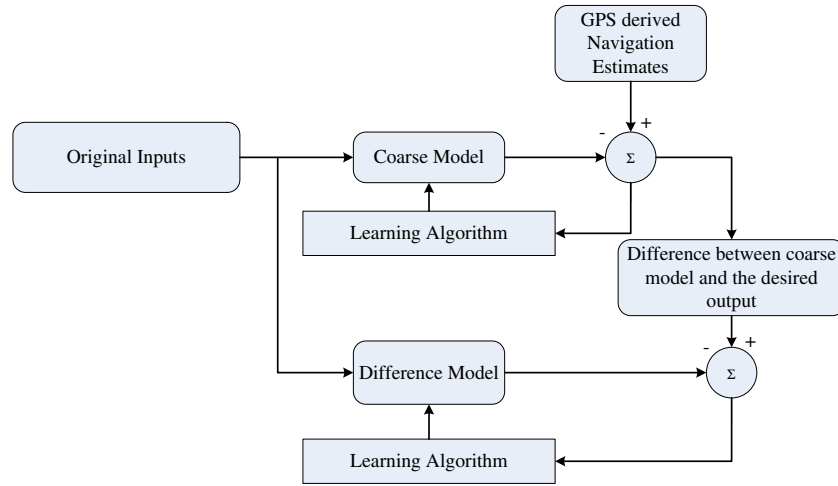 GPS derived
Navigation
Estimates
- +
Original Inputs
Coarse Model
Σ
Learning Algorithm
Difference between coarse
model and the desired
output
- +
Difference Model
Σ
Learning Algorithm